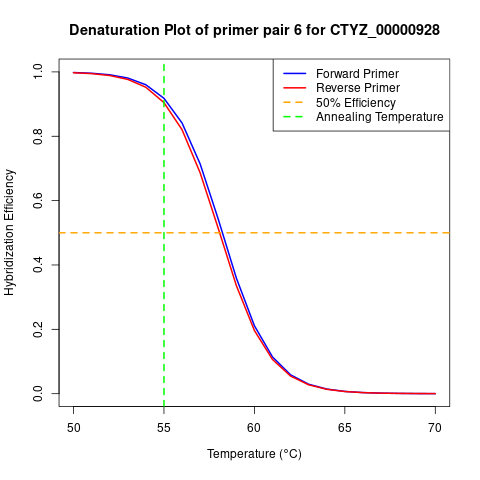 Denaturation Plot of primer pair 6 for CTYZ_00000928
Forward Primer
Reverse Primer
50% Efficiency
Annealing Temperature
Hybridization Efficiency
1.0
0.8
0.6
0.4
0.2
0.0
50 55 60 65 70
Temperature (°C)